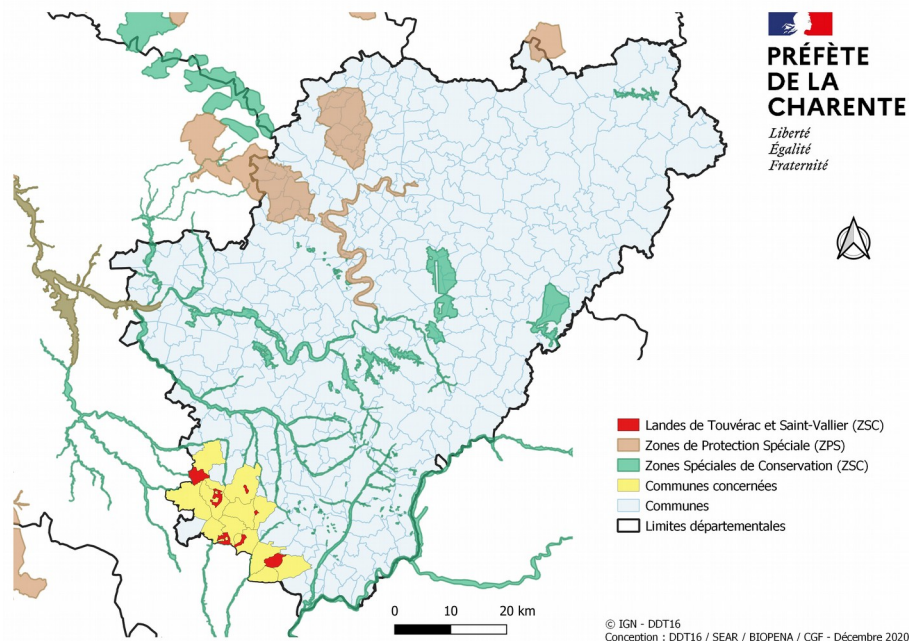 PRÉFÈTE
DE LA
CHARENTE
Liberté
Égalité
Fraternité
Landes de Touvérac et Saint-Vallier (ZSC)
Zones de Protection Spéciale (ZPS)
Zones Spéciales de Conservation (ZSC)
Communes concernées
Communes
Limites départementales
0 10 20 km
© IGN - DDT16
Conception : DDT16 / SEAR / BIOPENA / CGF - Décembre 2020